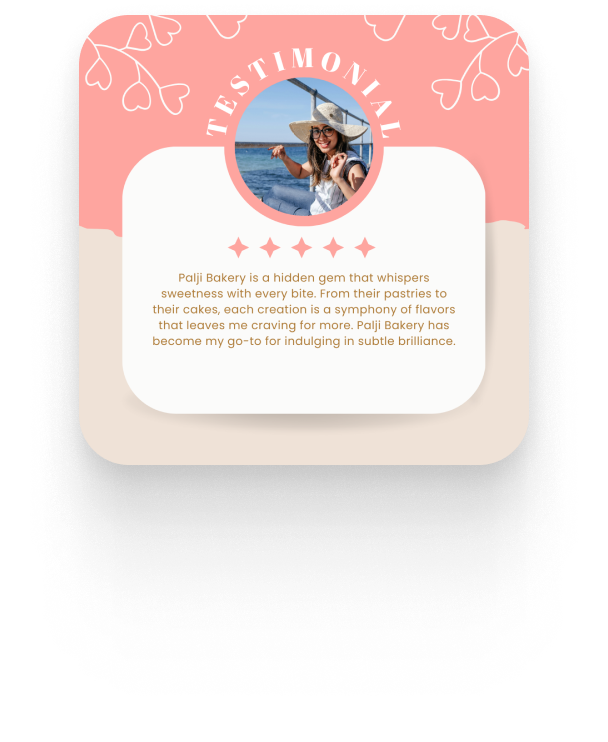 TESTIMONIAL
Palji Bakery is a hidden gem that whispers
sweetness with every bite. From their pastries to
their cakes, each creation is a symphony of flavors
that leaves me craving for more. Palji Bakery has
become my go-to for indulging in subtle brilliance.